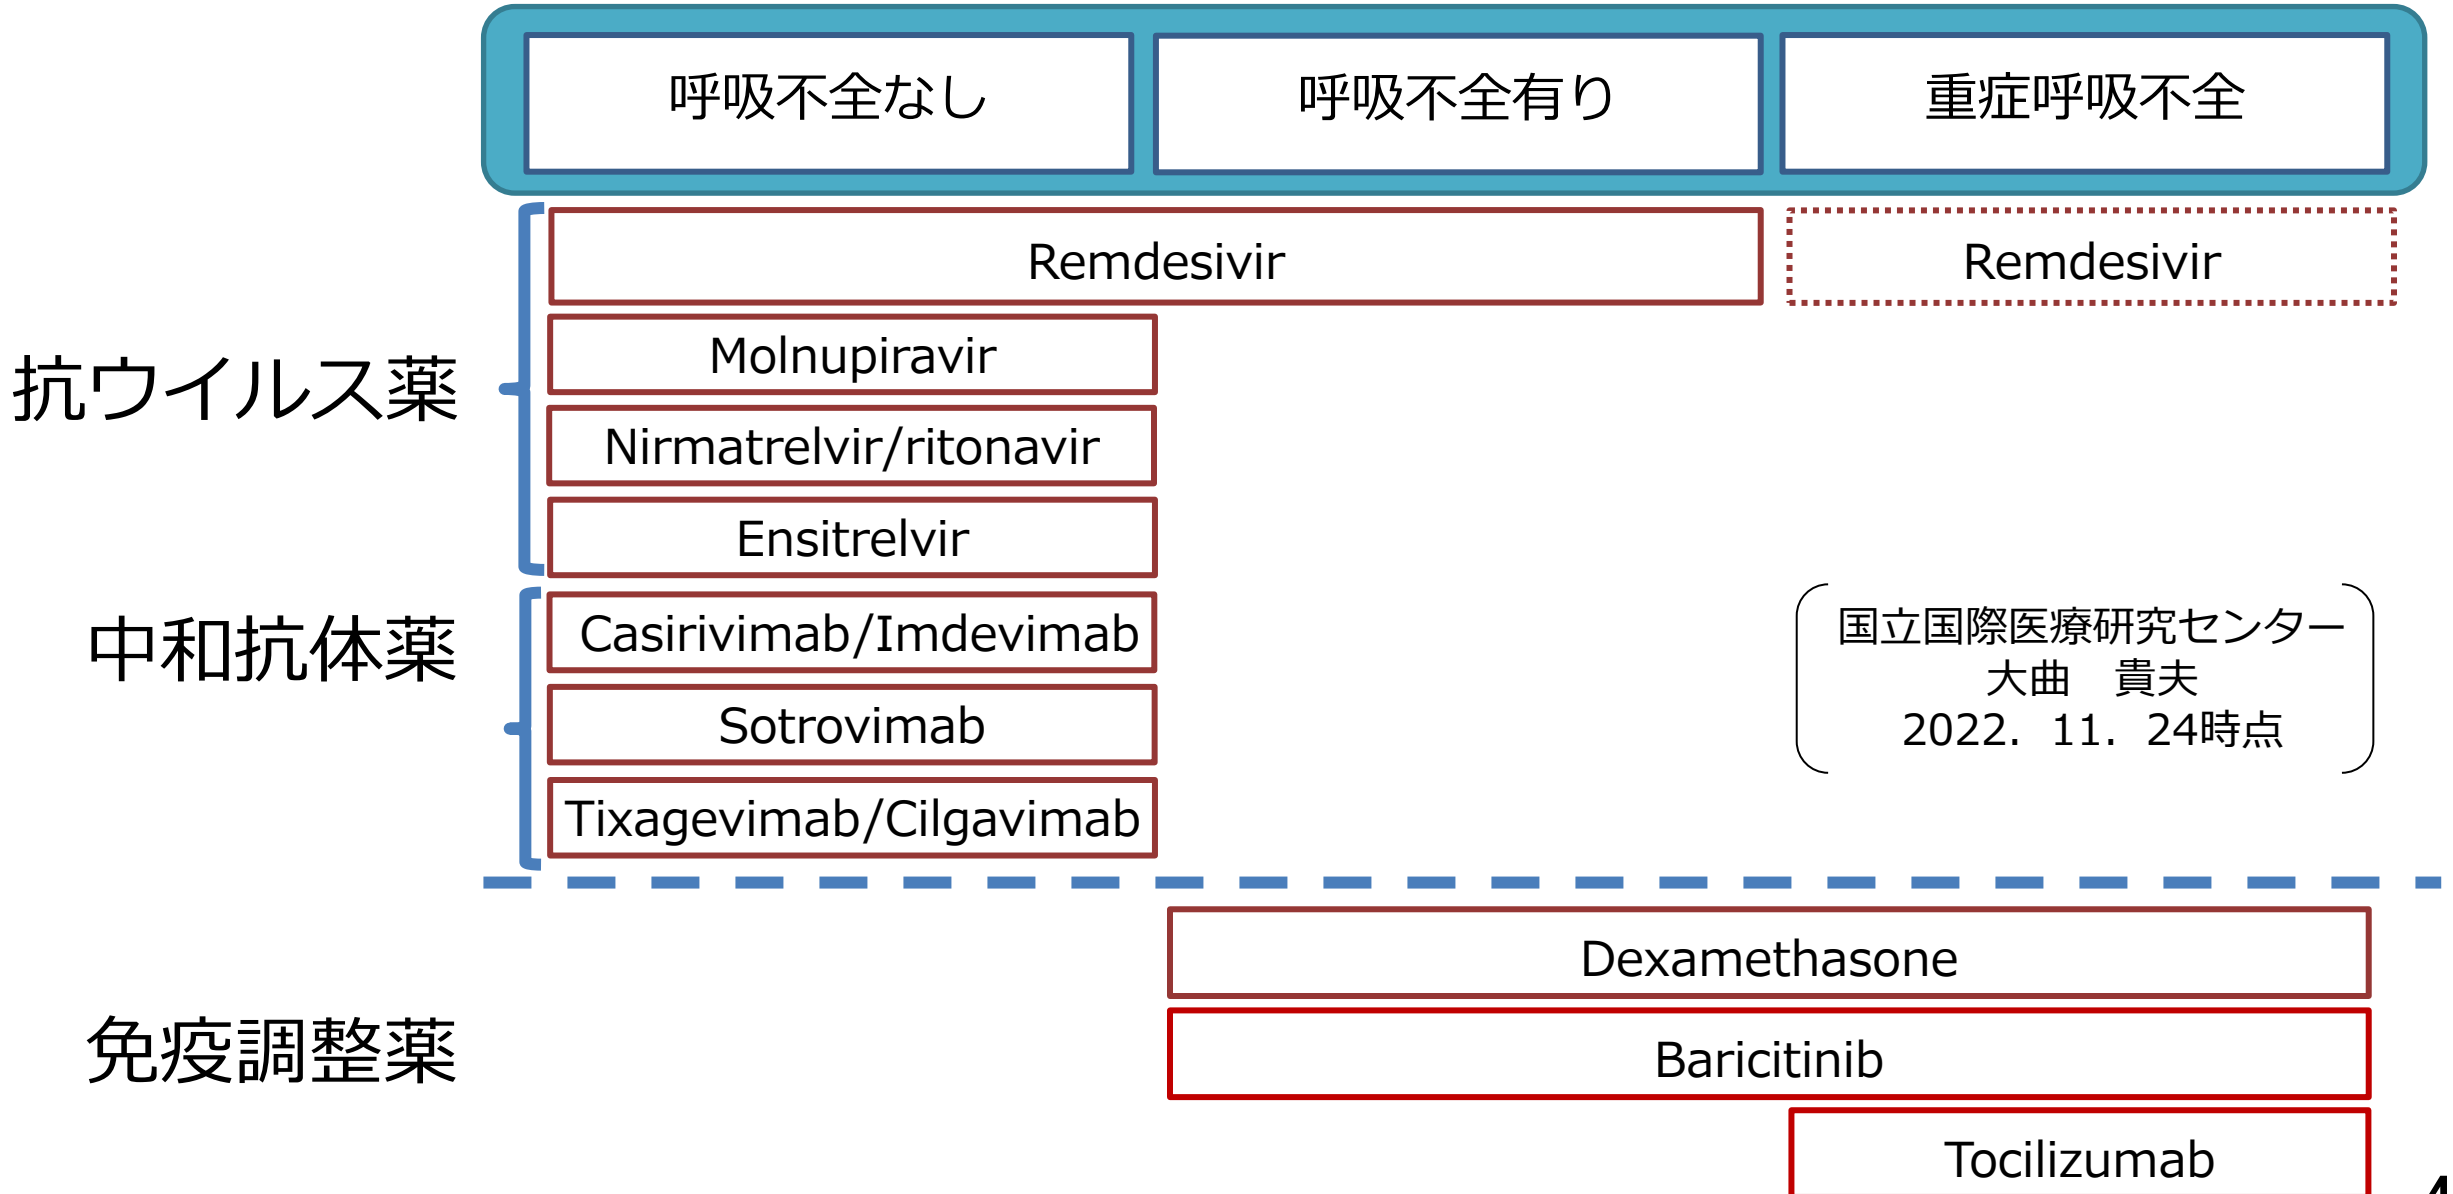 呼吸不全なし
呼吸不全有り
重症呼吸不全
Remdesivir
Remdesivir
抗ウイルス薬
Molnupiravir
Nirmatrelvir/ritonavir
Ensitrelvir
中和抗体薬
Casirivimab/Imdevimab
Sotrovimab
Tixagevimab/Cilgavimab
国立国際医療研究センター
大曲　貴夫
2022．11．24時点
免疫調整薬
Dexamethasone
Baricitinib
Tocilizumab